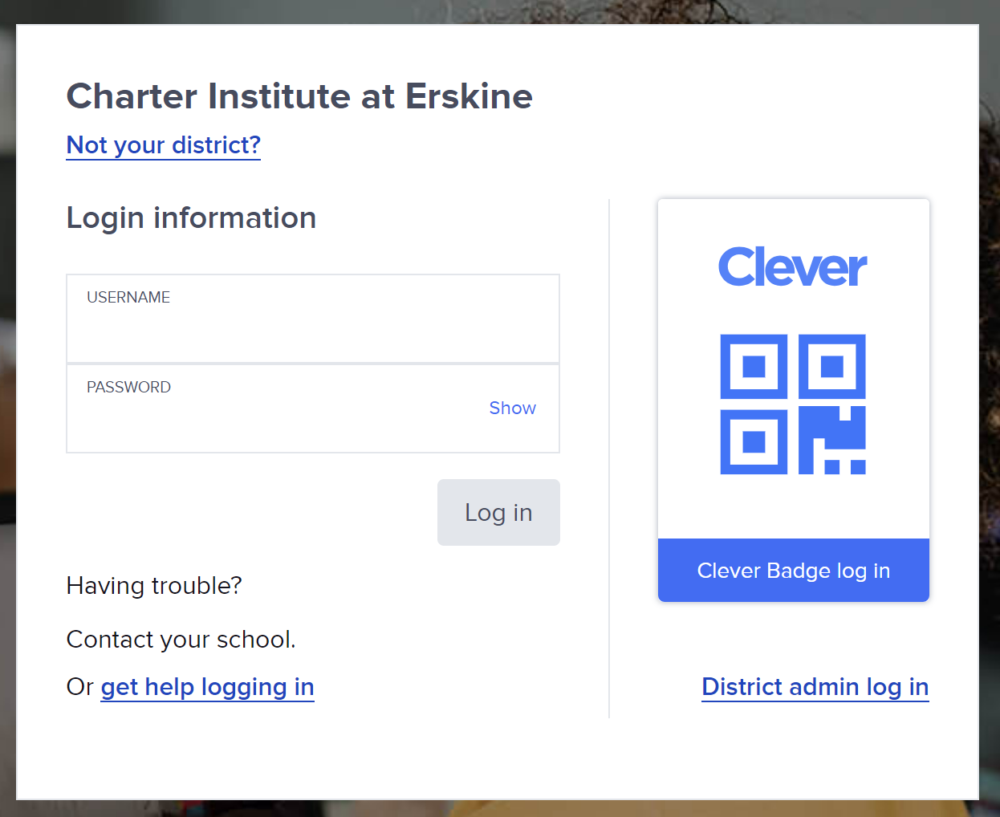 Charter Institute at Erskine
Not your district?
Login information
USERNAME
PASSWORD
Show
Log in
Having trouble?
Contact your school.
Or get help logging in
Clever
Clever Badge log in
District admin log in